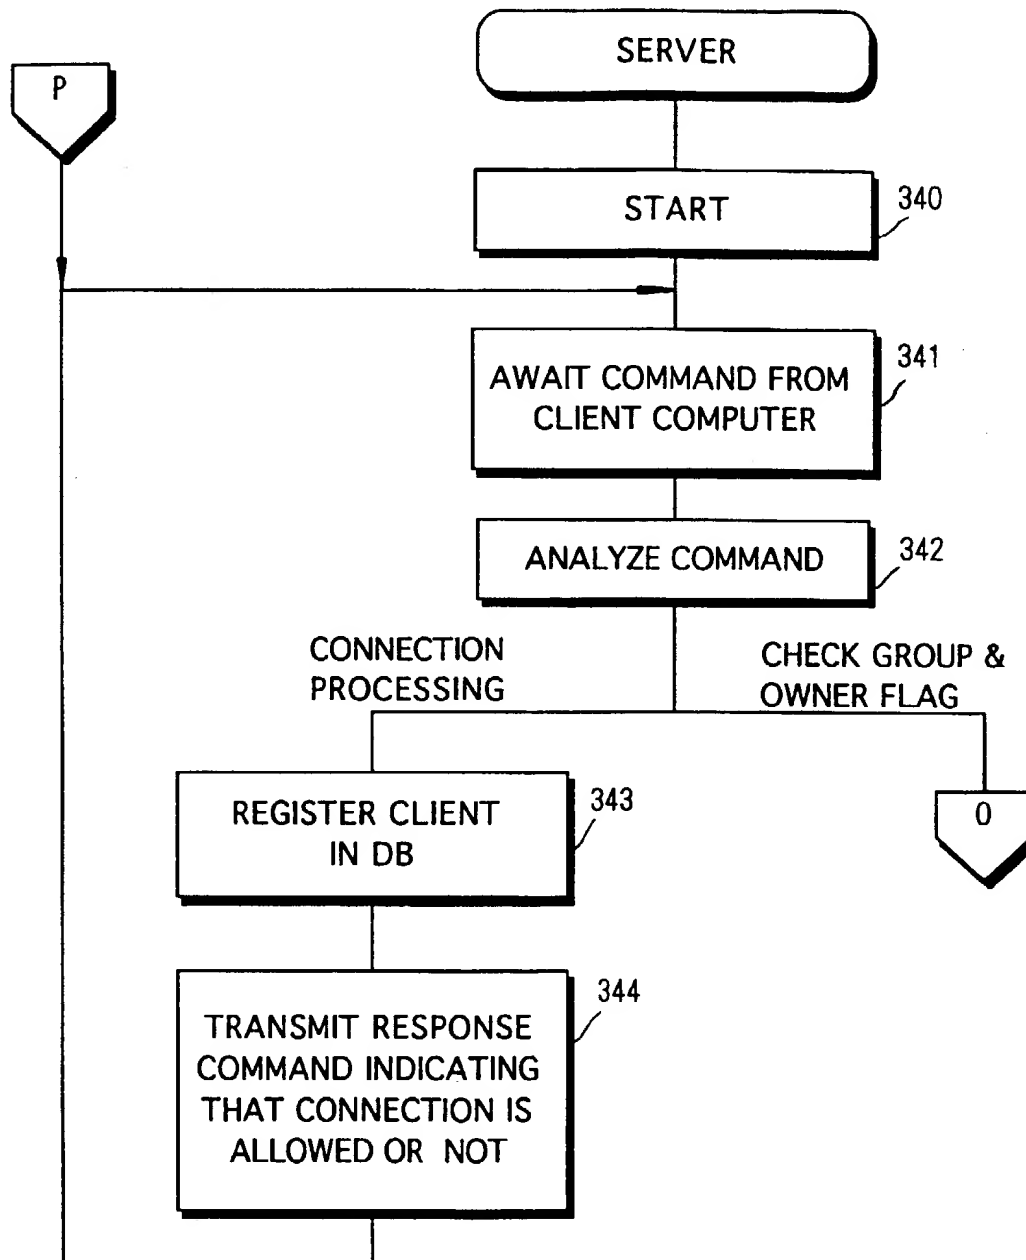 SERVER
P
START
340
AWAIT COMMAND FROM
CLIENT COMPUTER
341
ANALYZE COMMAND
342
CONNECTION
PROCESSING
CHECK GROUP &
OWNER FLAG
REGISTER CLIENT
IN DB
343
O
TRANSMIT RESPONSE
COMMAND INDICATING
THAT CONNECTION IS
ALLOWED OR NOT
344